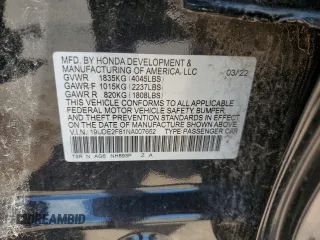 MFD. BY HONDA DEVELOPMENT &
MANUFACTURING OF AMERICA, LLC 03/22
GVWR 1835KG (4045LBS)
GAWR/F 1015KG (2237LBS)
GAWR R 820KG (1808LBS)
THIS VEHICLE CONFORMS TO ALL APPLICABLE
FEDERAL MOTOR VEHICLE SAFETY, BUMPER
AND THEFT PREVENTION
STANDARDS IN EFFECT ON THE
DATE OF MANUFACTURE SHOWN ABOVE.
V.I.N.: 19UDE2F81NA007652 TYPE:PASSENGER CAR
A